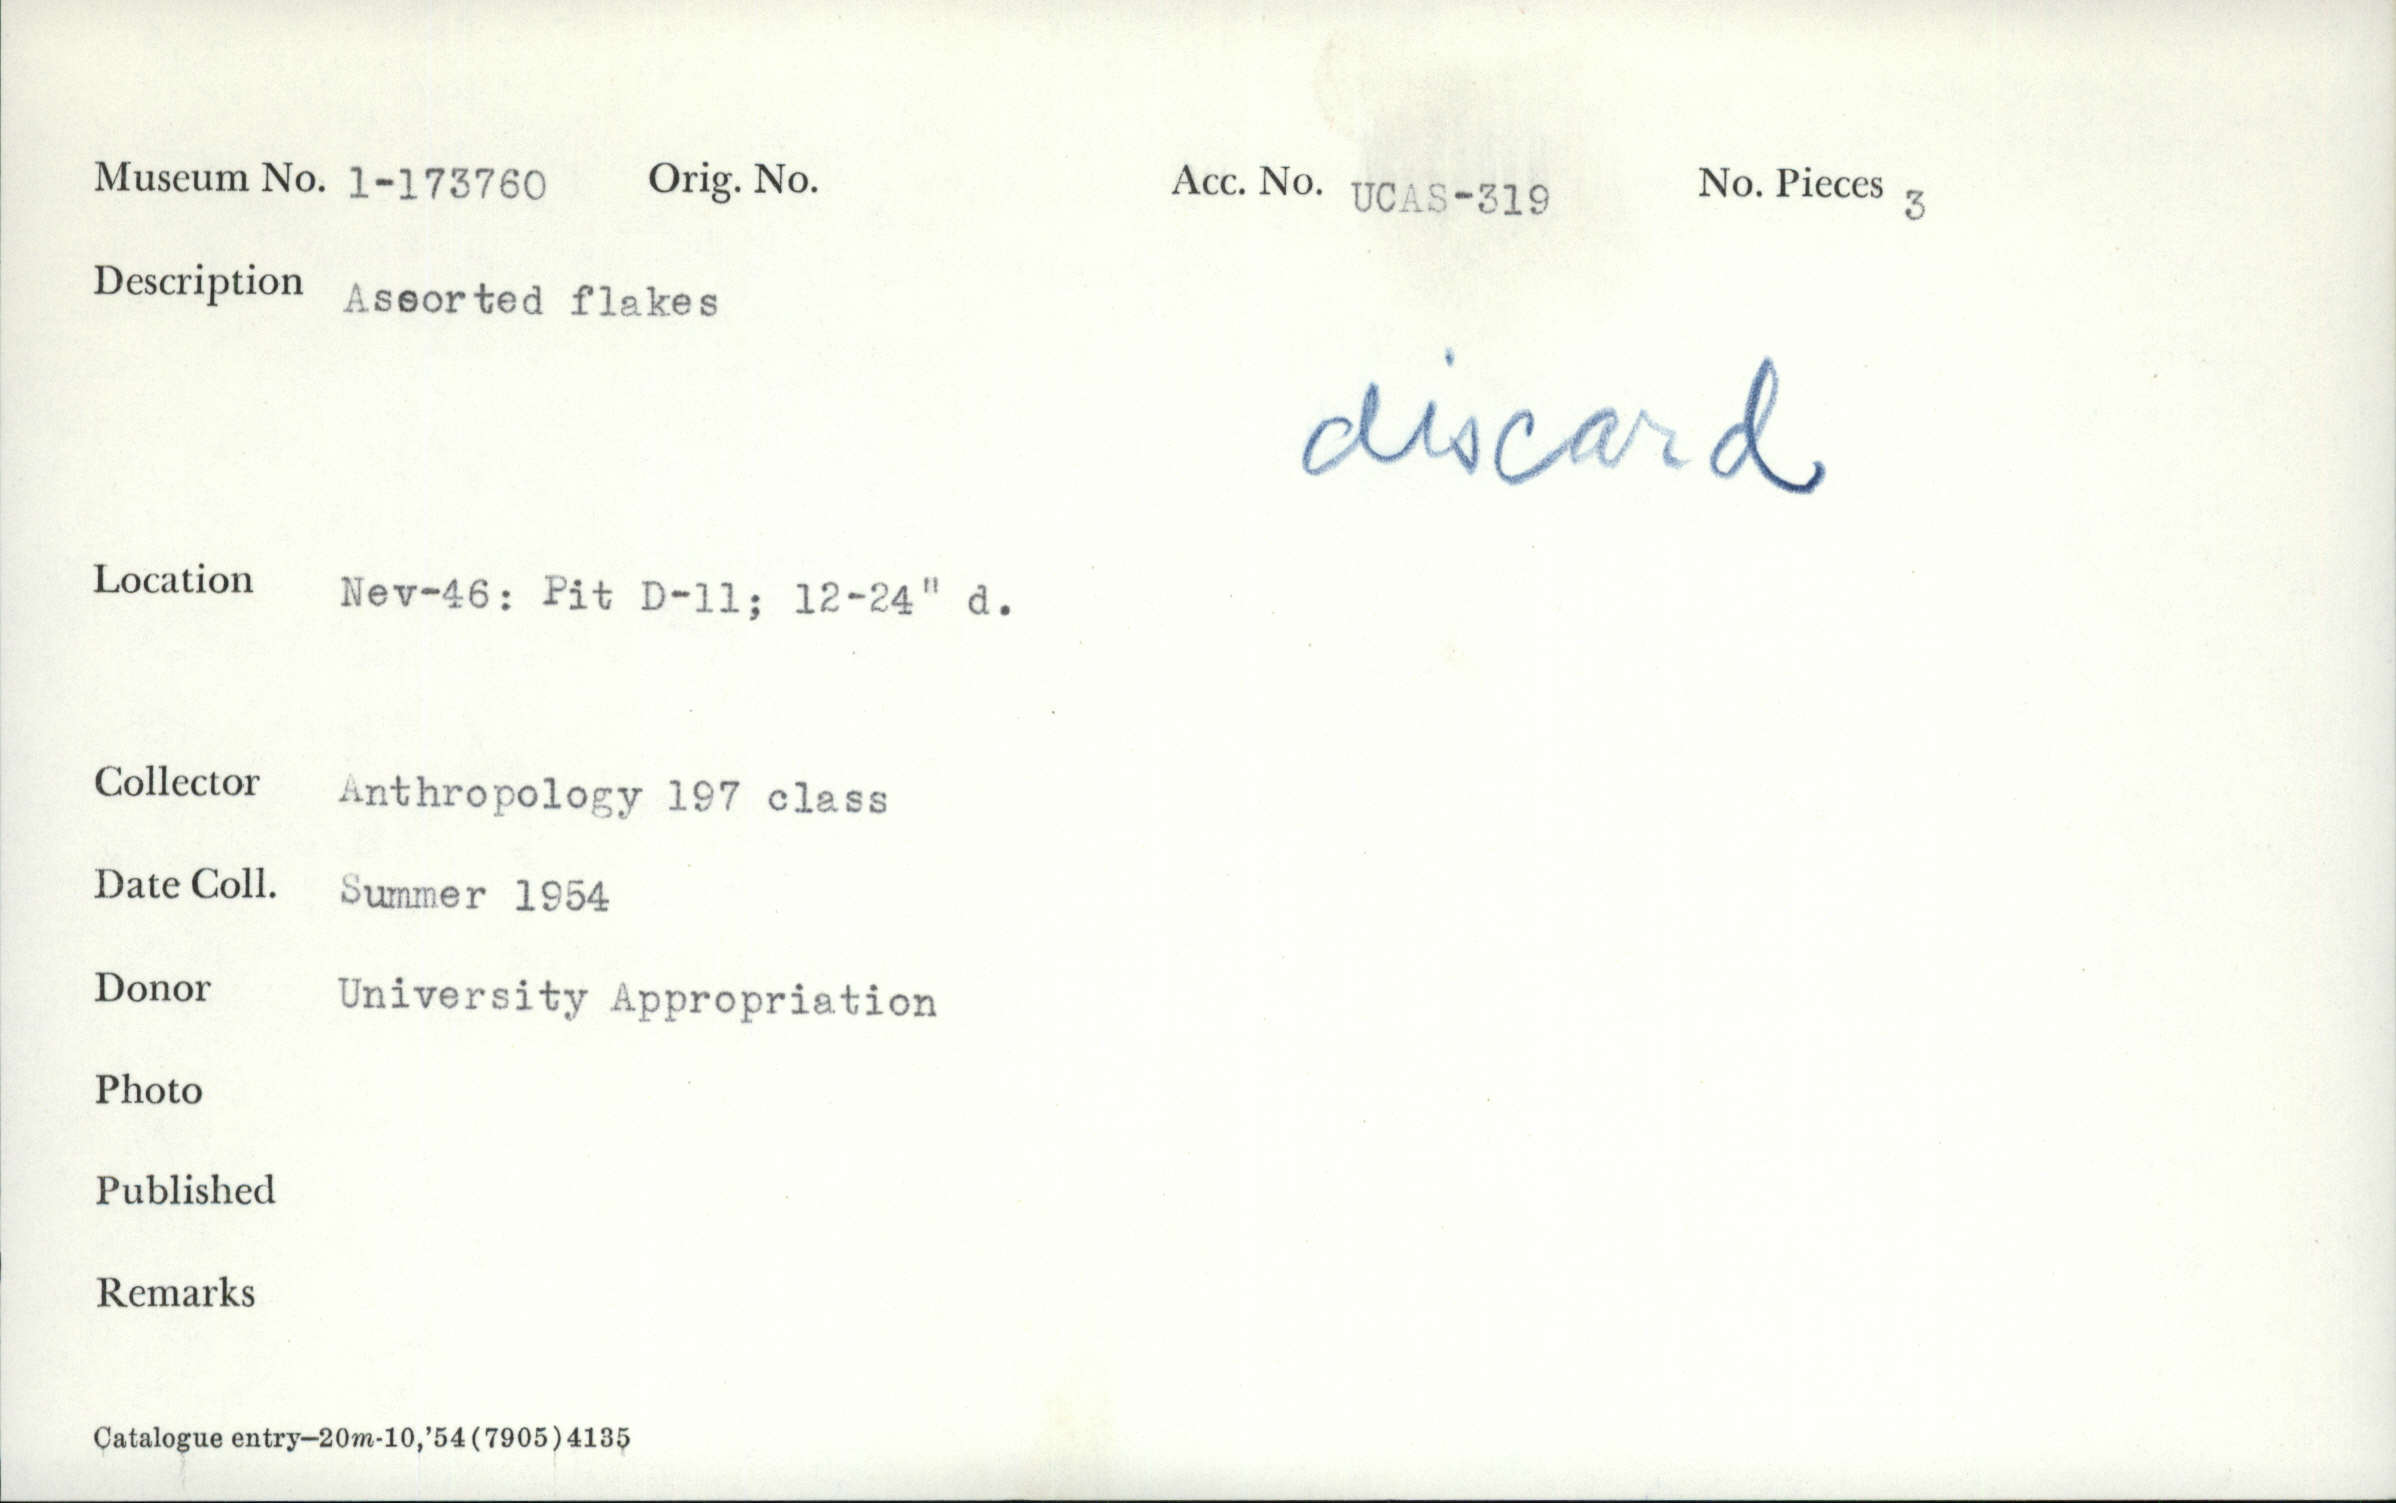 Museum No. 1-173760 Orig. No. Acc. No. UCAS-319 No. Pieces 3
Description Assorted flakes
discard
Location Nev-46: Pit D-11; 12-24" d.
Collector Anthropology 197 class
Date Coll. Summer 1954
Donor University Appropriation
Photo
Published
Remarks
Catalogue entry—20m-10,'54(7905)4135